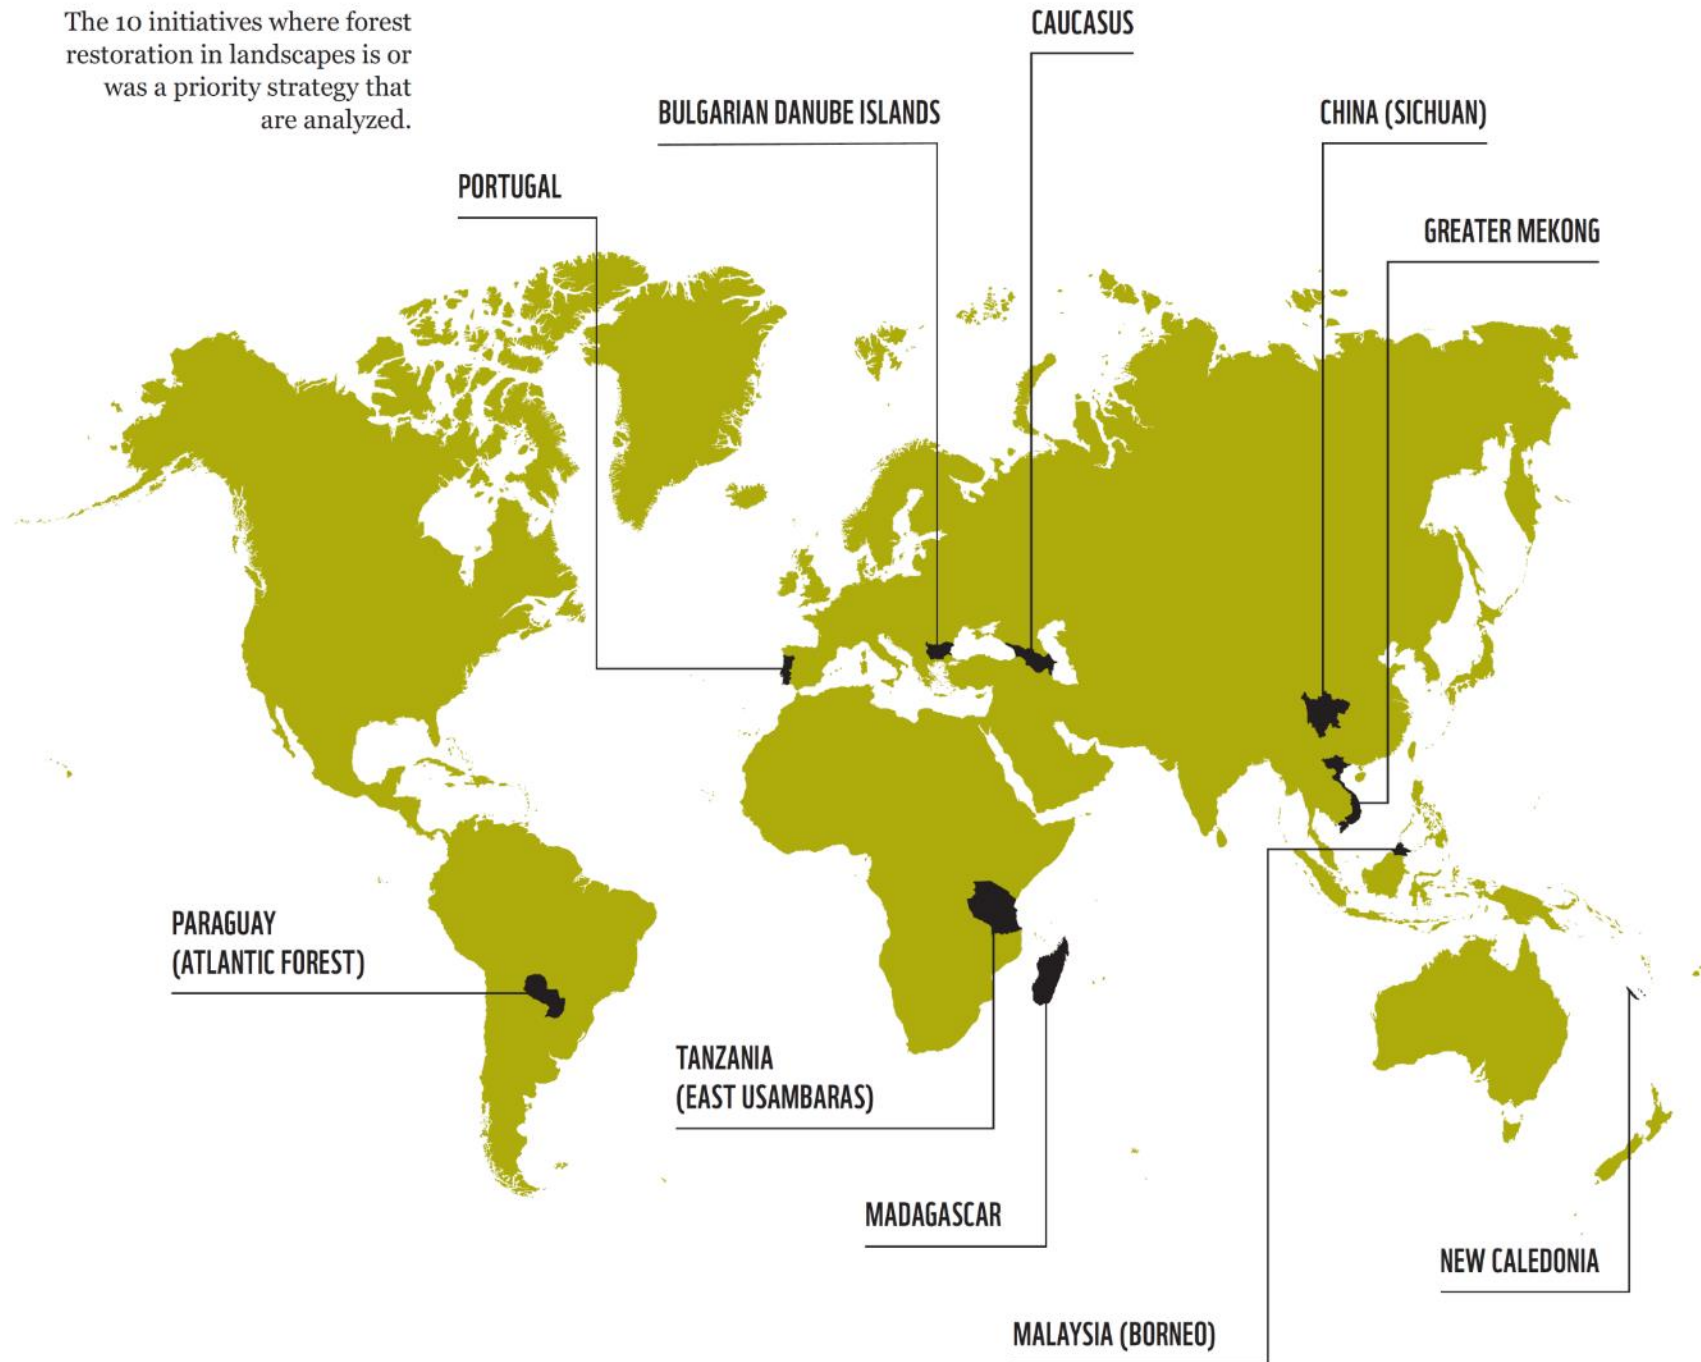 The 10 initiatives where forest
restoration in landscapes is or
was a priority strategy that
are analyzed.
CAUCASUS
BULGARIAN DANUBE ISLANDS
CHINA (SICHUAN)
PORTUGAL
GREATER MEKONG
PARAGUAY
(ATLANTIC FOREST)
TANZANIA
(EAST USAMBARAS)
MADAGASCAR
NEW CALEDONIA
MALAYSIA (BORNEO)